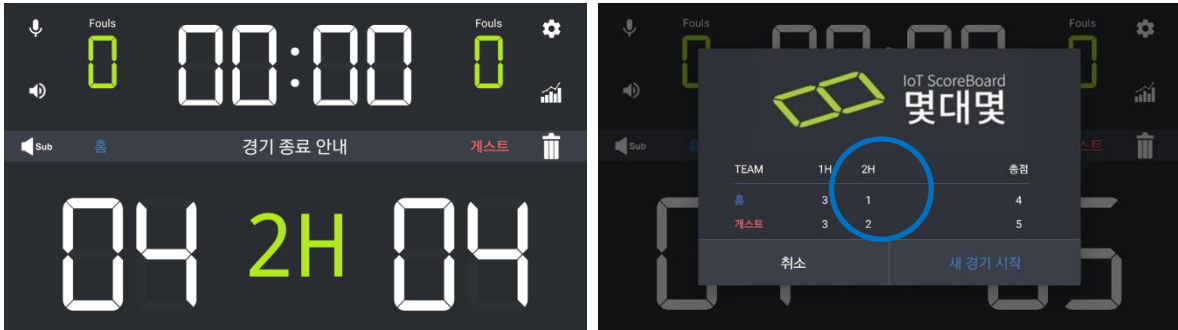 Fouls
0
00:00
Fouls
0
Sub
홈
경기 종료 안내
게스트
04
2H
04
Fouls
Fouls
Sub
IoT ScoreBoard
몇대몇
TEAM 1H 2H 총점
홈 3 1 4
게스트 3 2 5
취소
새 경기 시작